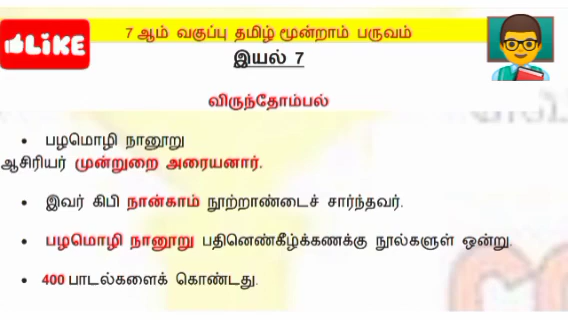 LiKE
7 ஆம் வகுப்பு தமிழ் மூன்றாம் பருவம்
இயல் 7
விருந்தோம்பல்
• பழமொழி நானூறு
ஆசிரியர் முன்றுறை அரையனார்.
• இவர் கிபி நான்காம் நூற்றாண்டைச் சார்ந்தவர்.
• பழமொழி நானூறு பதினெண்கீழ்க்கணக்கு நூல்களுள் ஒன்று.
• 400 பாடல்களைக் கொண்டது.